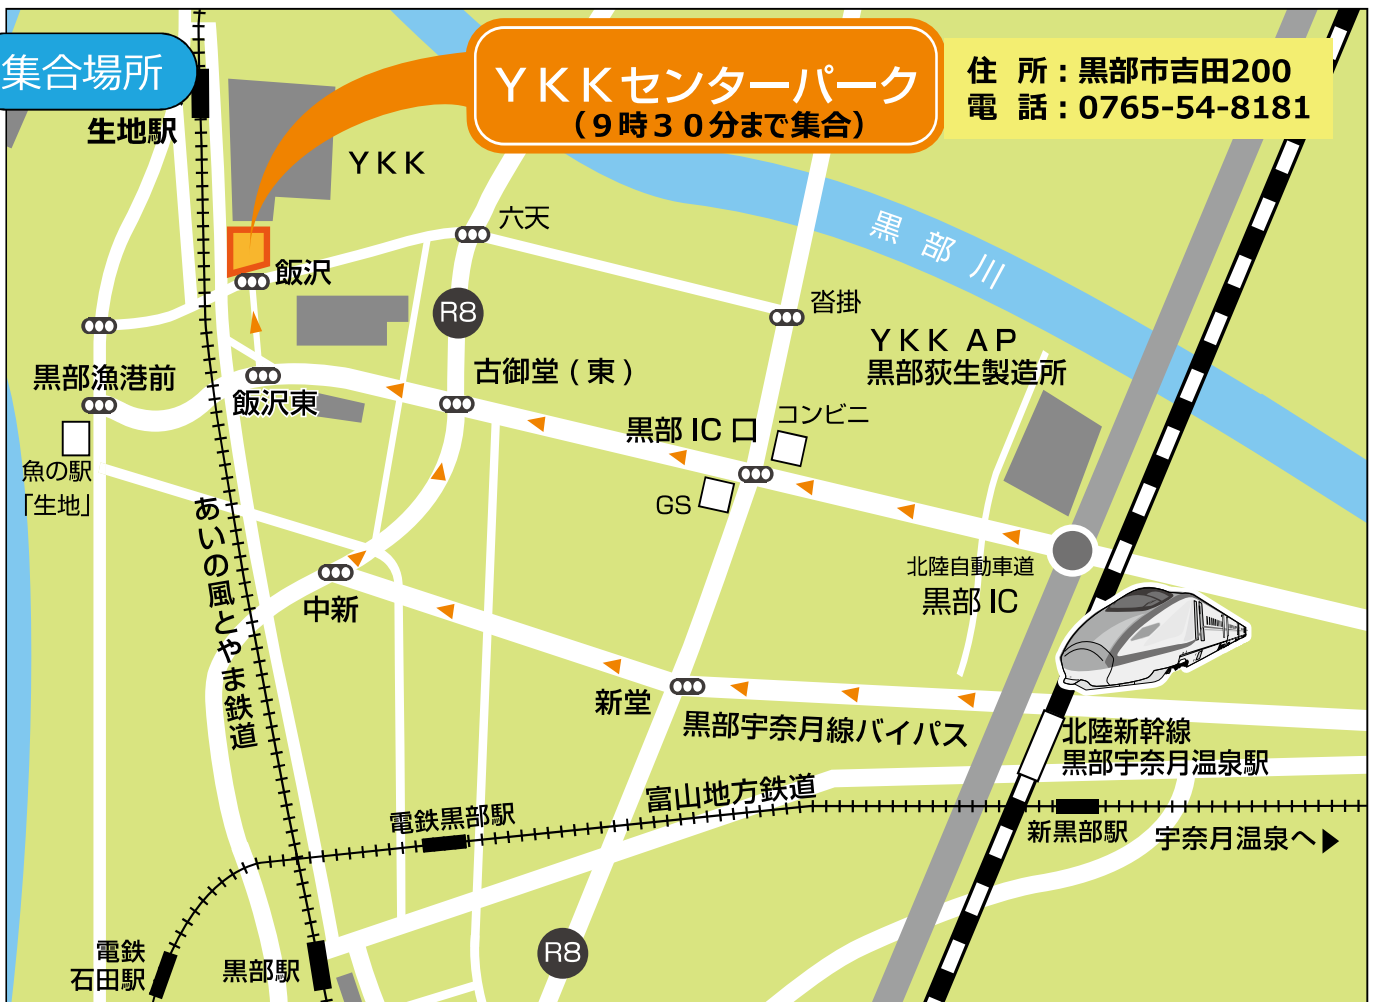 集合場所
YKKセンターパーク
(9時30分まで集合)
住 所:黒部市吉田200
電 話:0765-54-8181
生地駅
YKK
六天
黒部川
飯沢
沓掛
R8
YKK AP
黒部荻生製造所
古御堂(東)
黒部漁港前
飯沢東
コンビニ
黒部IC口
魚の駅
「生地」
GS
あいの風とやま鉄道
北陸自動車道
黒部IC
中新
新堂
黒部宇奈月線バイパス
北陸新幹線
黒部宇奈月温泉駅
富山地方鉄道
電鉄黒部駅
新黒部駅
宇奈月温泉へ▶
R8
電鉄
石田駅
黒部駅